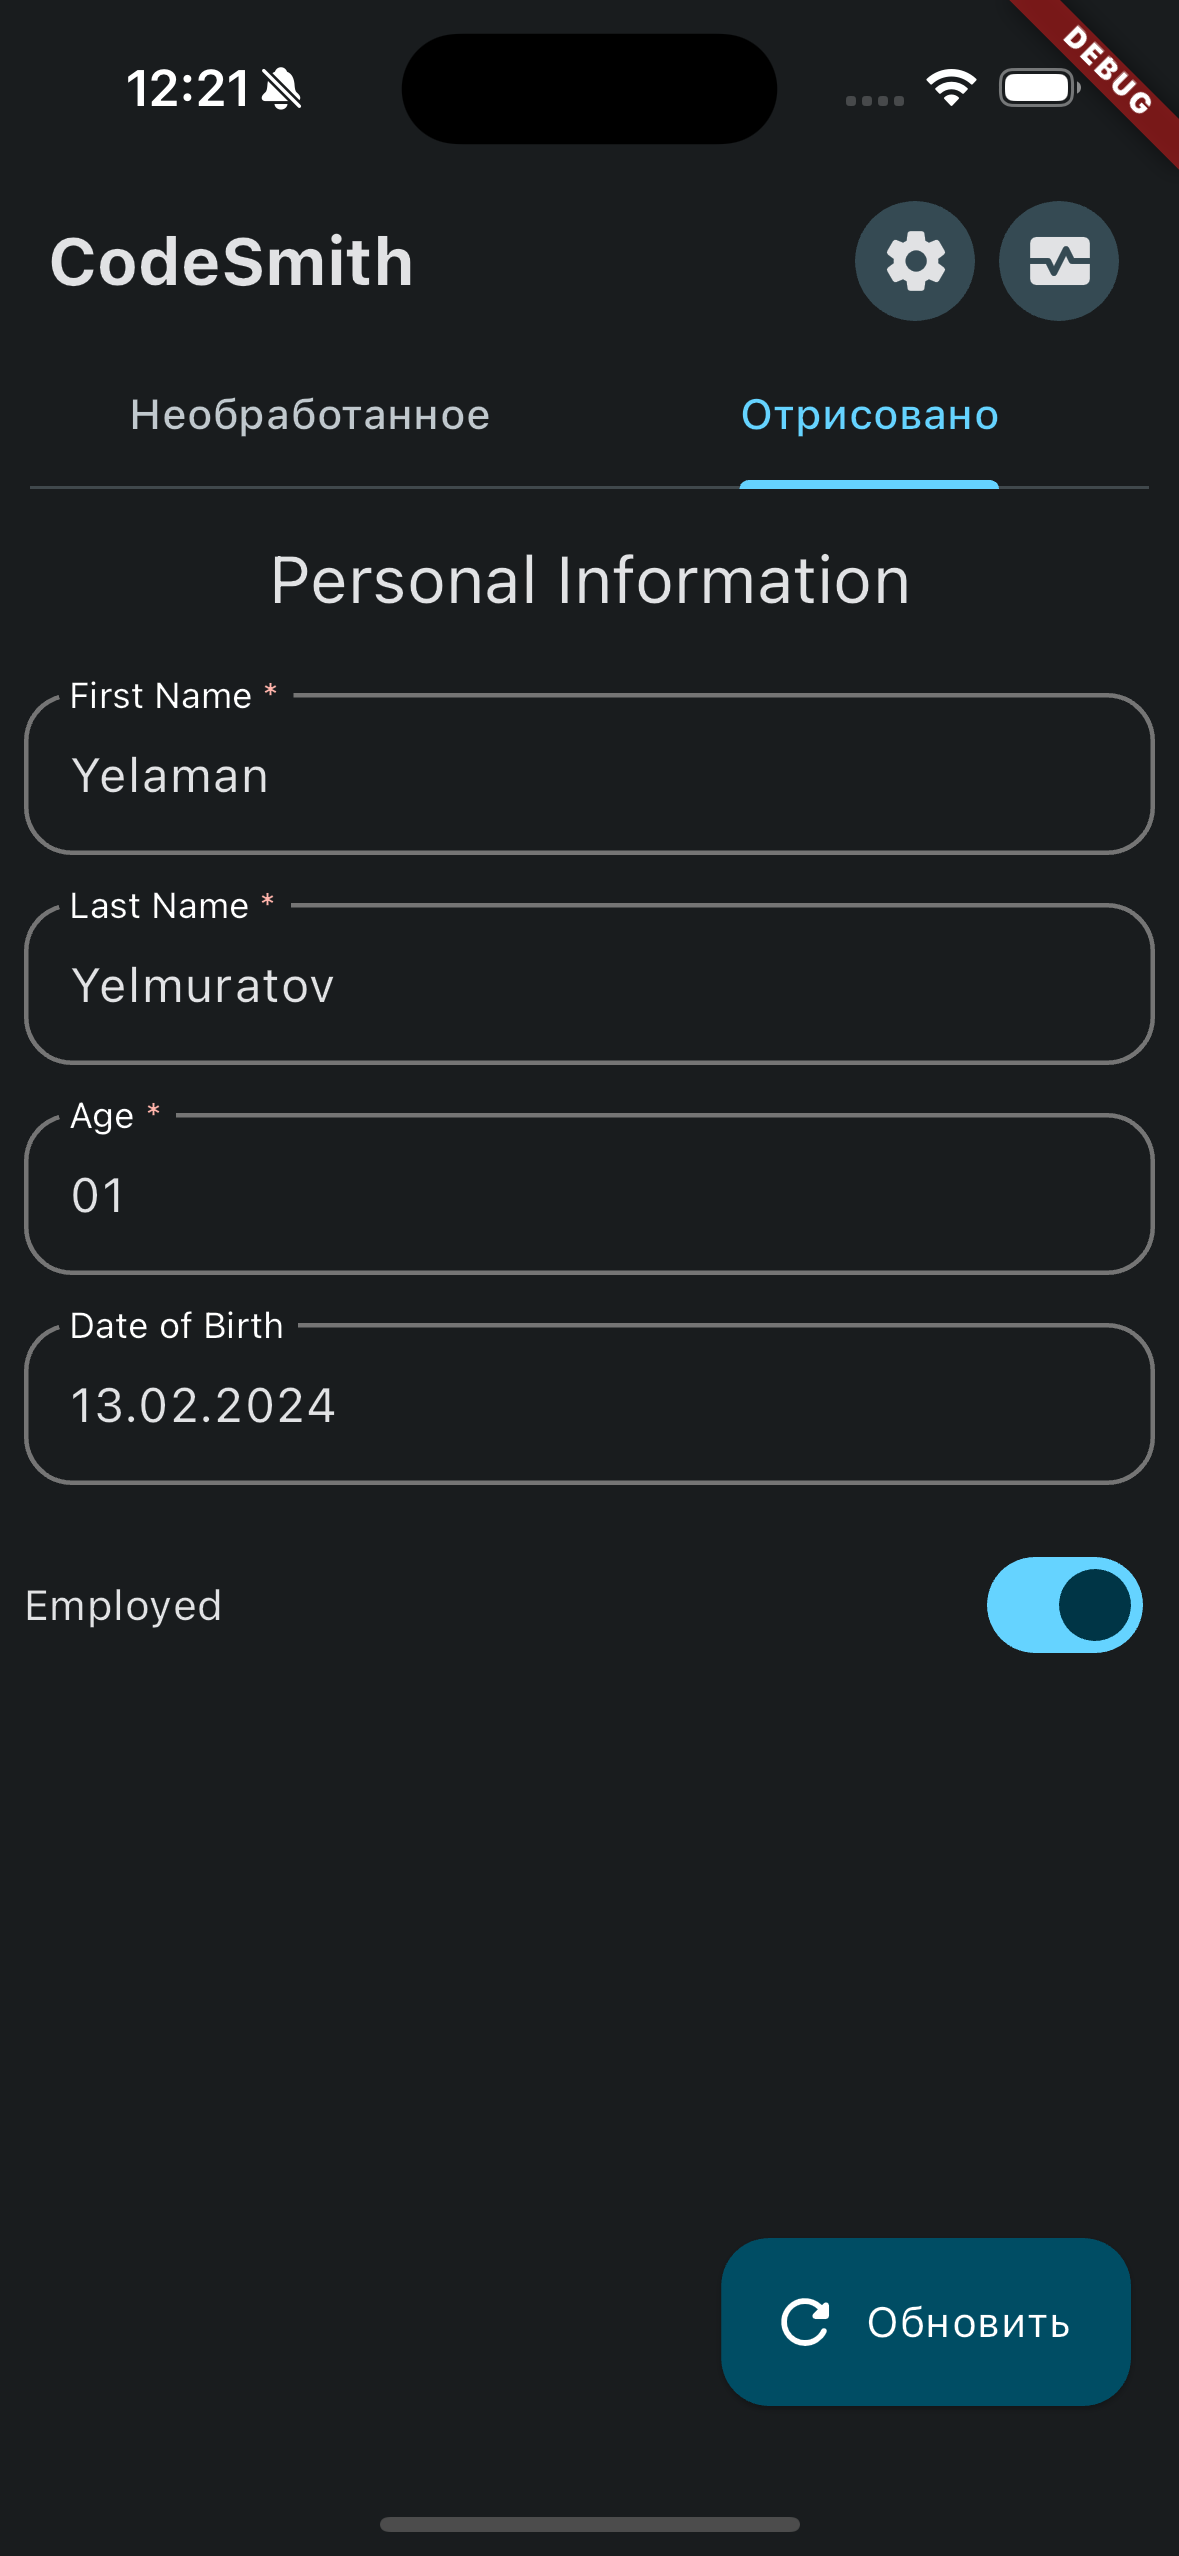 12:21
DEBUG
CodeSmith
Необработанное
Отрисовано
Personal Information
First Name *
Yelaman
Last Name *
Yelmuratov
Age *
01
Date of Birth
13.02.2024
Employed
Обновить